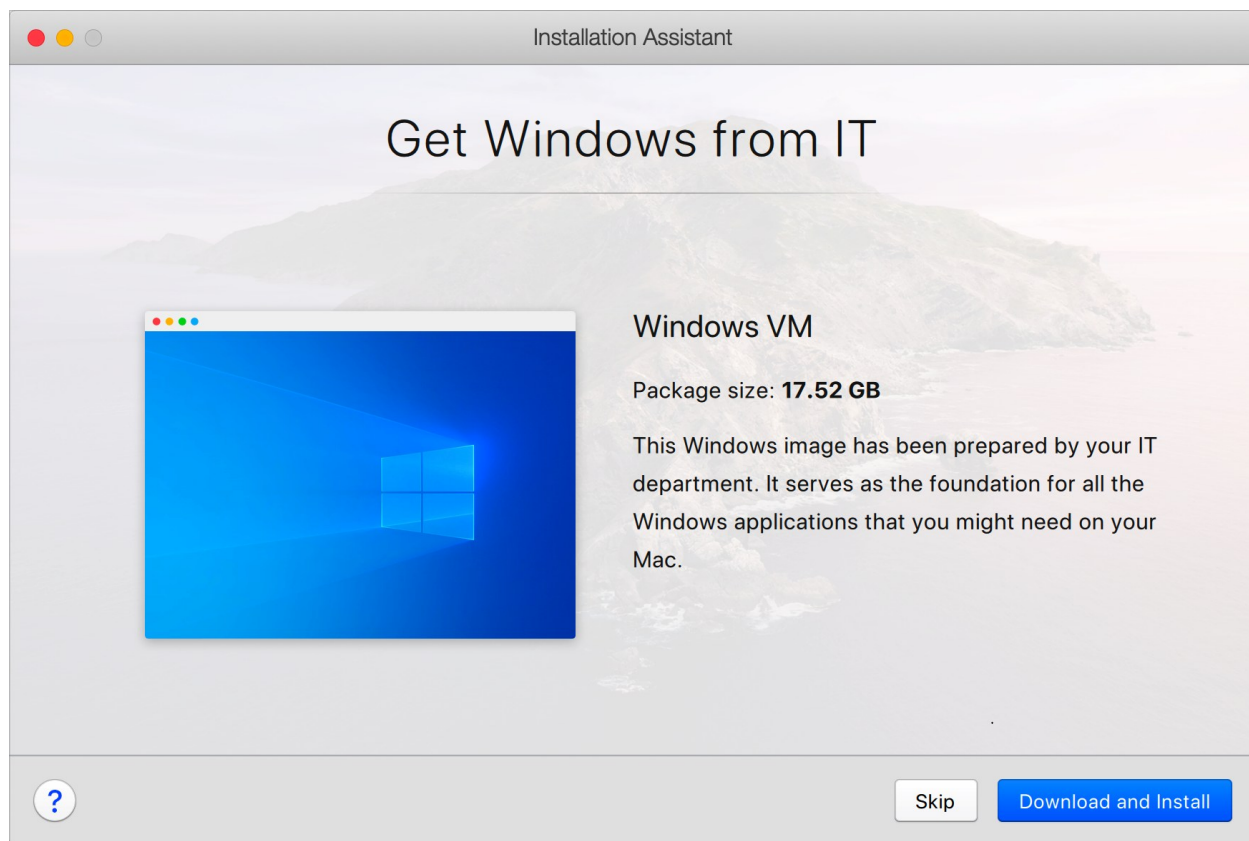 Installation Assistant
Get Windows from IT
Windows VM
Package size: 17.52 GB
This Windows image has been prepared by your IT
department. It serves as the foundation for all the
Windows applications that you might need on your
Mac.
.
?
Skip
Download and Install